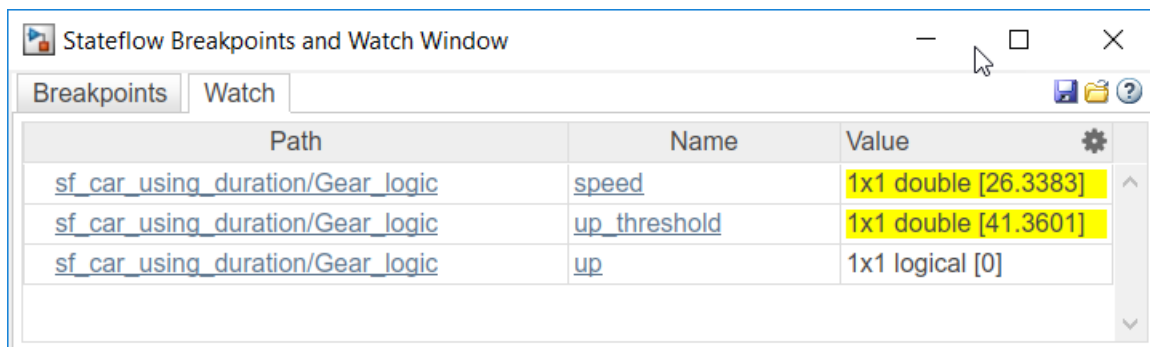 Stateflow Breakpoints and Watch Window
Breakpoints Watch
Path Name Value
sf_car_using_duration/Gear_logic speed 1x1 double [26.3383]
sf_car_using_duration/Gear_logic up_threshold 1x1 double [41.3601]
sf_car_using_duration/Gear_logic up 1x1 logical [0]